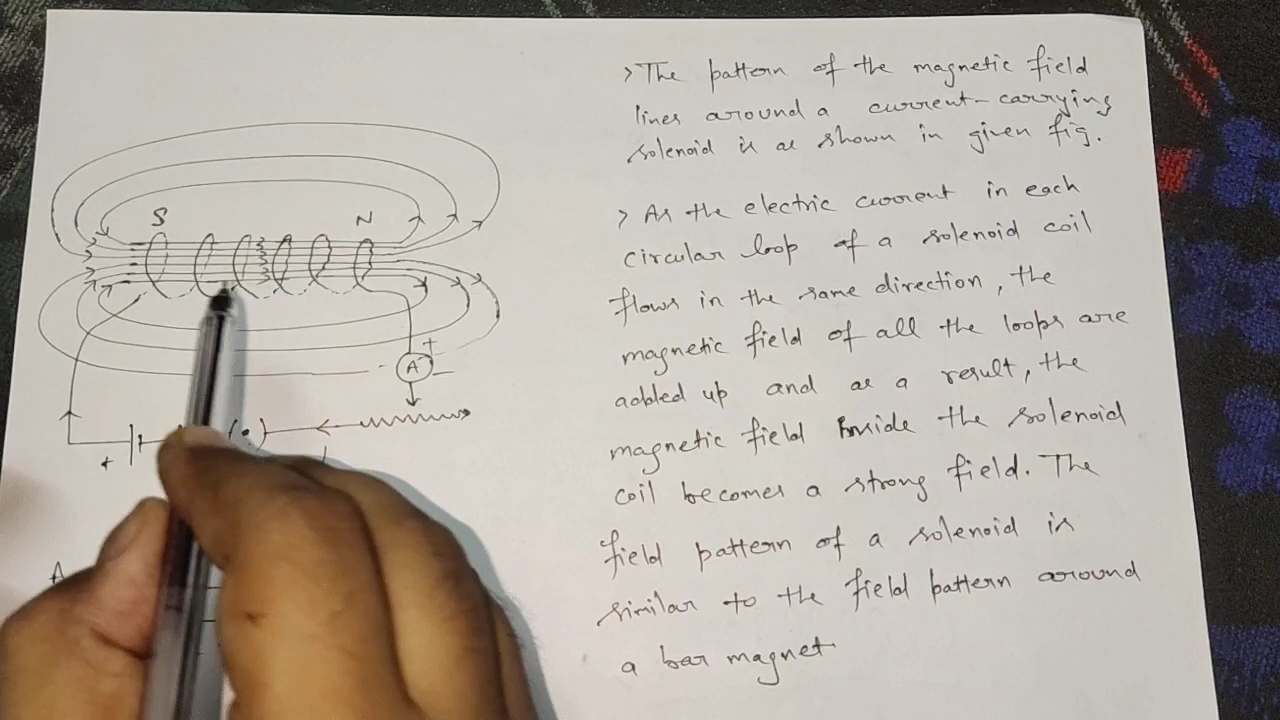 S N
+
A
-
+ (•)
A
>The pattern of the magnetic field
lines around a current-carrying
solenoid is as shown in given fig.
> As the electric current in each
circular loop of a solenoid coil
flows in the same direction, the
magnetic field of all the loops are
added up and as a result, the
magnetic field inside the solenoid
coil becomes a strong field. The
field pattern of a solenoid is
similar to the field pattern around
a bar magnet